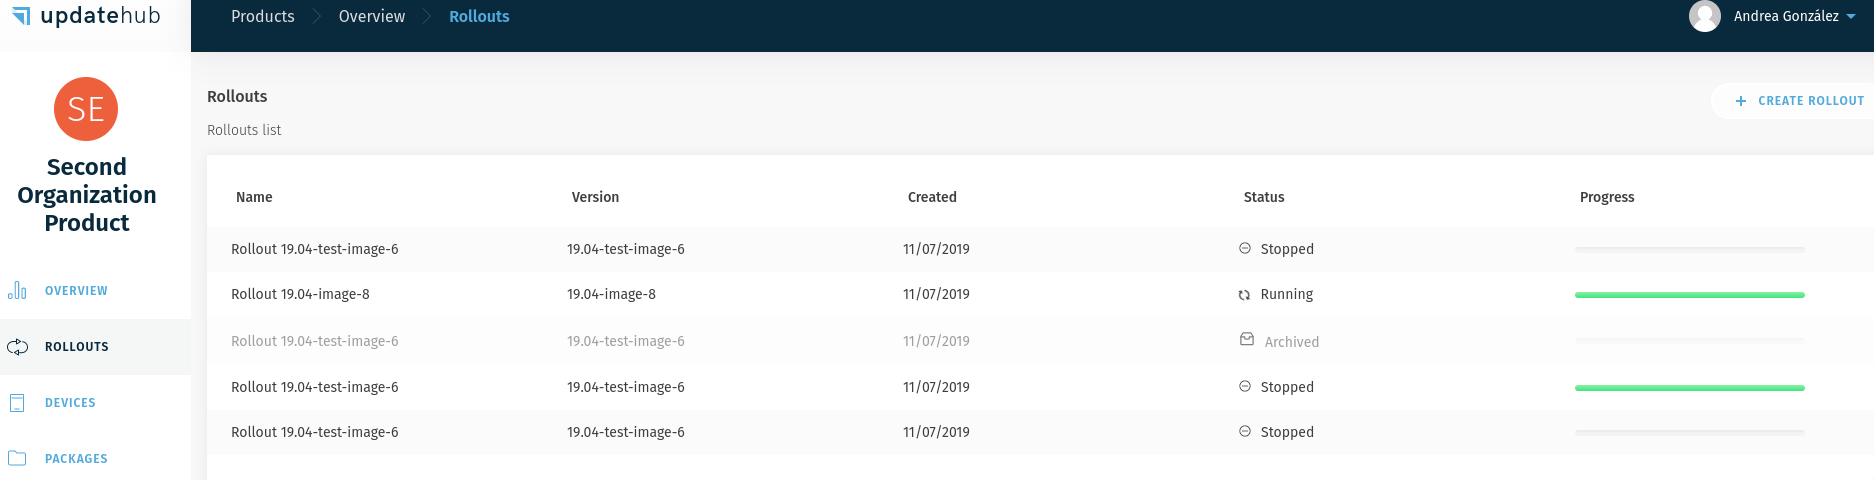 updatehub
Products Overview Rollouts
Andrea González
SE
Second
Organization
Product
OVERVIEW
ROLLOUTS
DEVICES
PACKAGES
Rollouts
Rollouts list
+ CREATE ROLLOUT
Name Version Created Status Progress
Rollout 19.04-test-image-6 19.04-test-image-6 11/07/2019 Stopped
Rollout 19.04-image-8 19.04-image-8 11/07/2019 Running
Rollout 19.04-test-image-6 19.04-test-image-6 11/07/2019 Archived
Rollout 19.04-test-image-6 19.04-test-image-6 11/07/2019 Stopped
Rollout 19.04-test-image-6 19.04-test-image-6 11/07/2019 Stopped